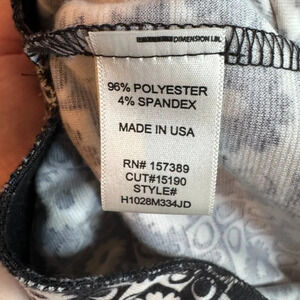 DIMENSION LBL
96% POLYESTER
4% SPANDEX
MADE IN USA
RN# 157389
CUT#15190
STYLE#
H1028M334JD